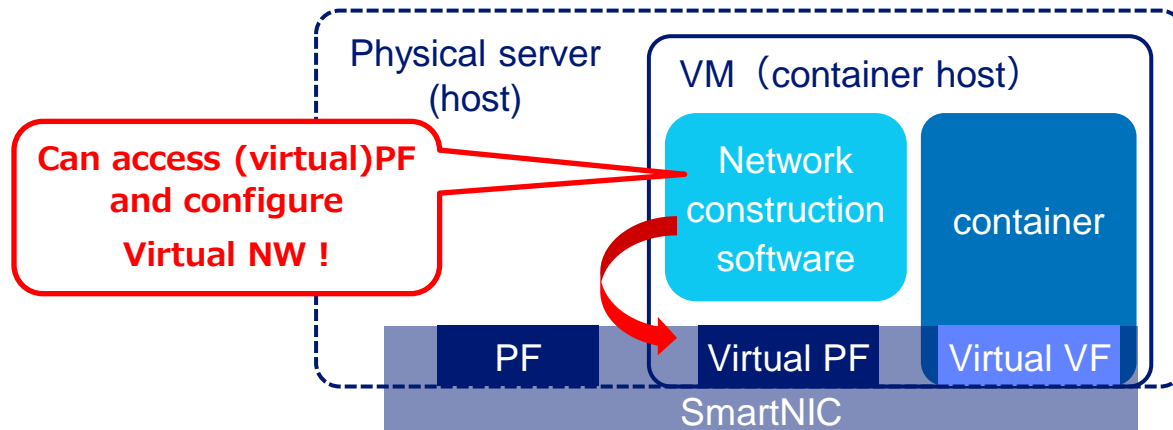 Physical server
(host)
VM（container host）
Can access (virtual)PF
and configure
Virtual NW !
Network
construction
software
container
PF
Virtual PF
Virtual VF
SmartNIC